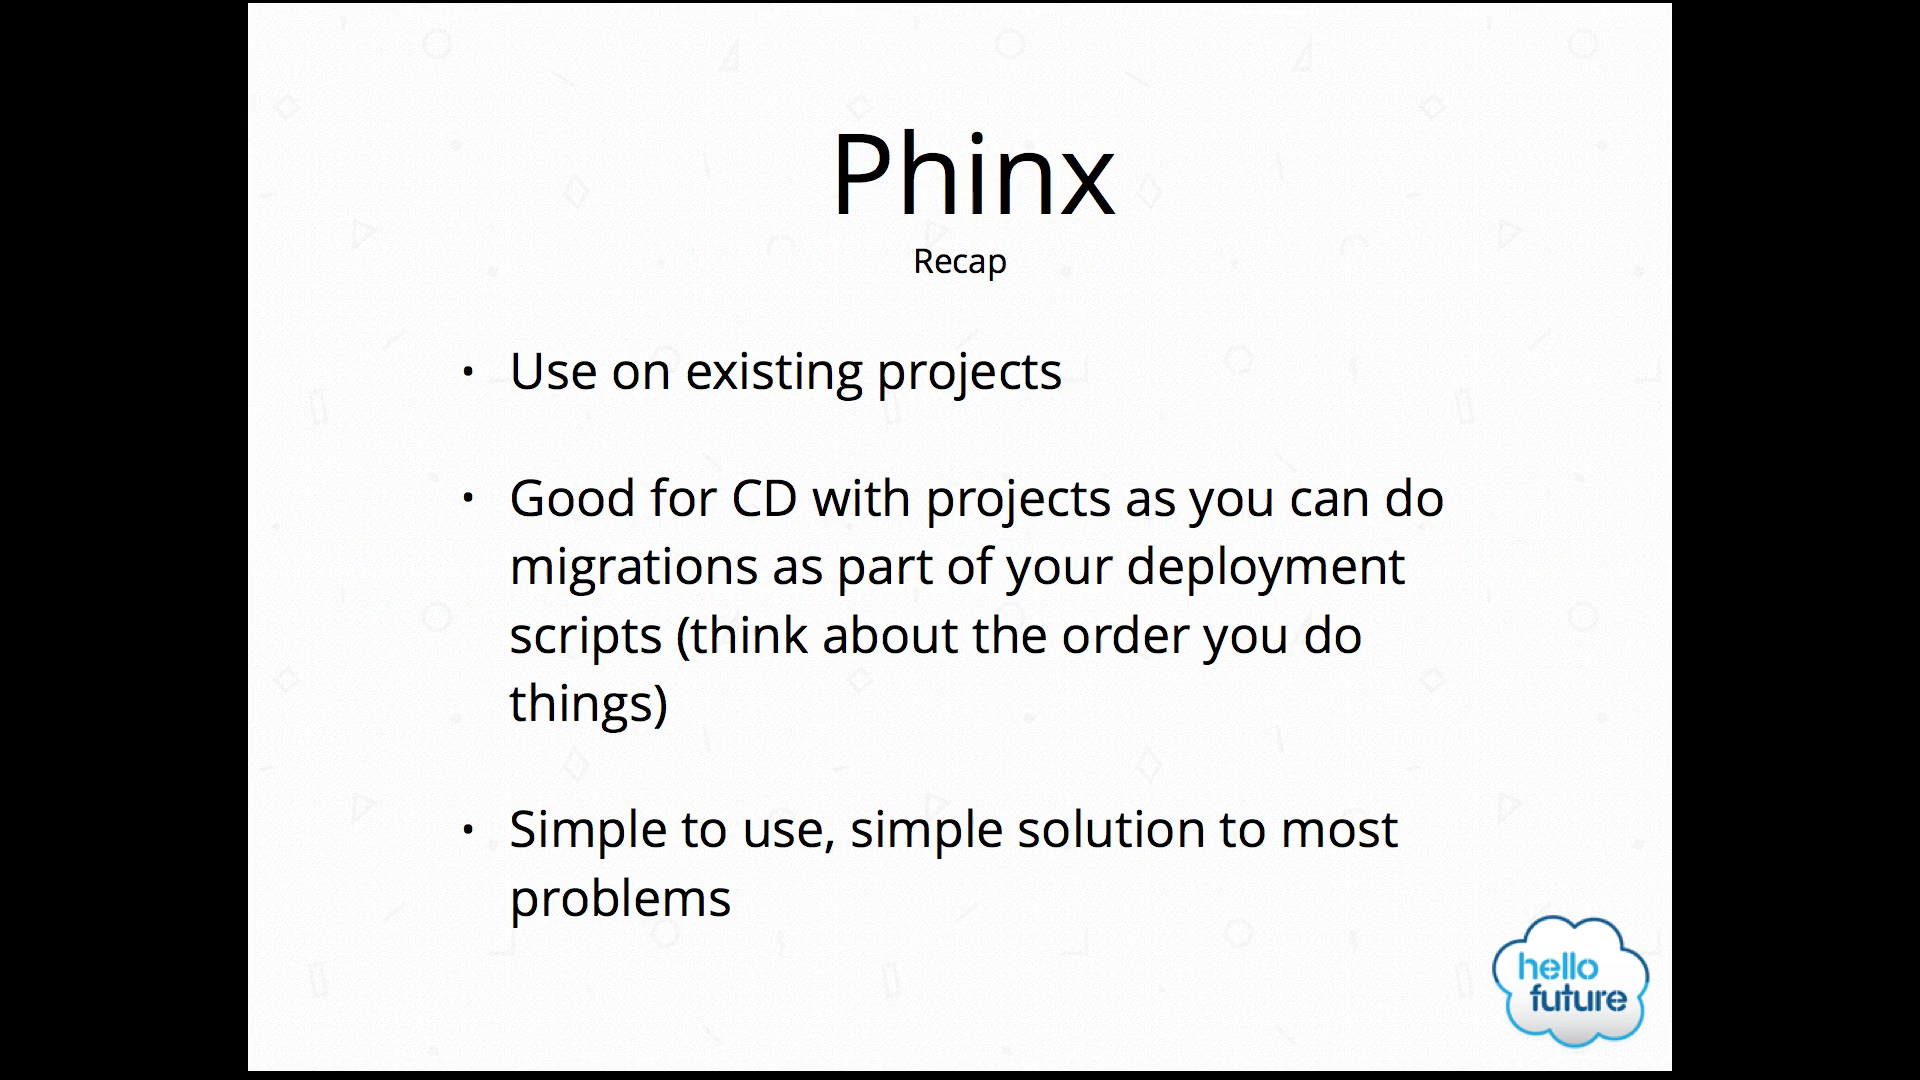 Phinx
Recap
• Use on existing projects
• Good for CD with projects as you can do
migrations as part of your deployment
scripts (think about the order you do
things)
• Simple to use, simple solution to most
problems
hello
future